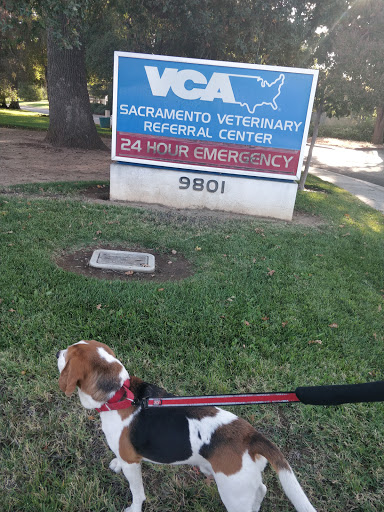 VCA
SACRAMENTO VETERINARY
REFERRAL CENTER
24 HOUR EMERGENCY
9801